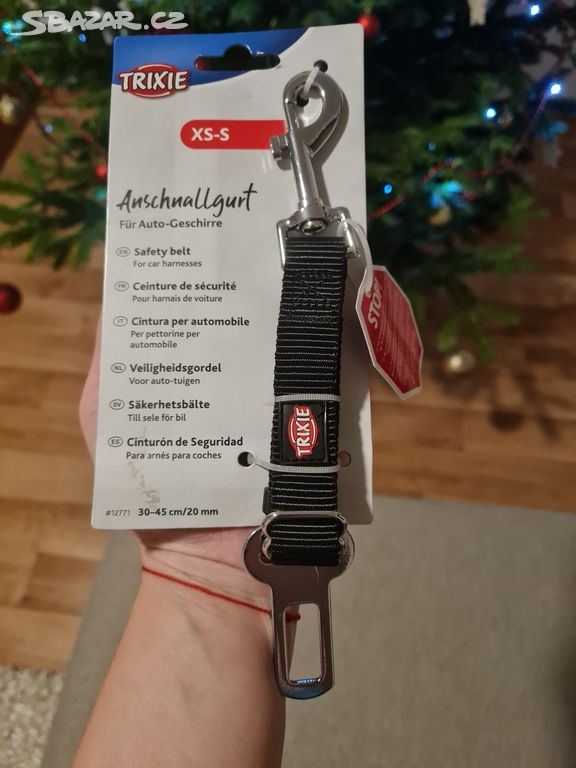 SBAZAR.CZ
TRIXIE
XS-S
Anschnallgurt
Für Auto-Geschirre
EN Safety belt
For car harnesses
FR Ceinture de sécurité
Pour harnais de voiture
IT Cintura per automobile
Per pettorine per
automobile
NL Veiligheidsgordel
Voor auto-tuigen
SV Säkerhetsbälte
Till sele för bil
ES Cinturón de Seguridad
Para arnés para coches
#12771 30–45 cm/20 mm
STOP!
TRIXIE